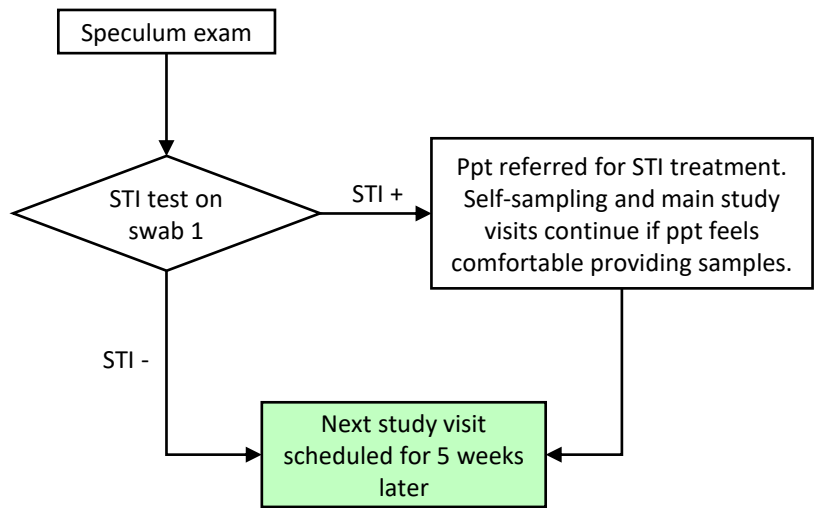 Speculum exam
STI test on
swab 1
STI +
Ppt referred for STI treatment.
Self-sampling and main study
visits continue if ppt feels
comfortable providing samples.
STI -
Next study visit
scheduled for 5 weeks
later